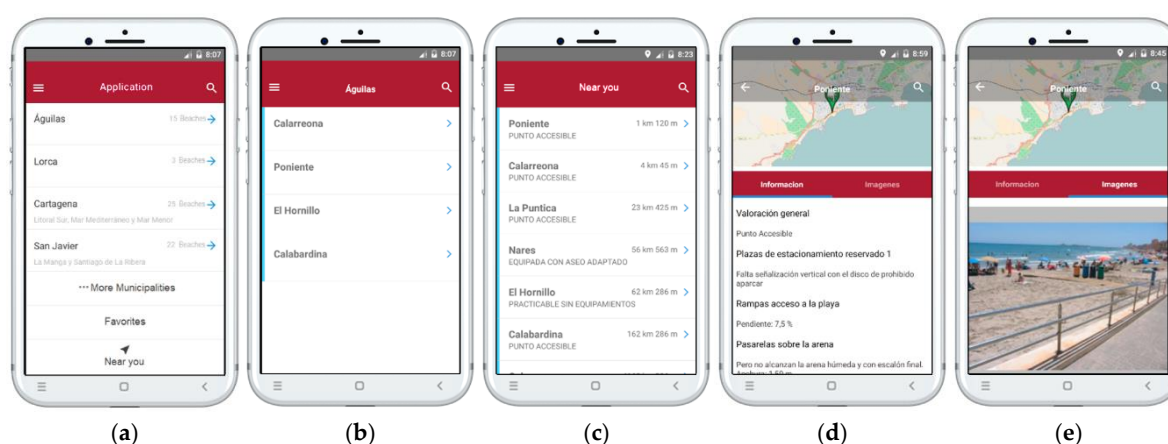 8:07
Application
Águilas
15 Beaches
Lorca
3 Beaches
Cartagena
25 Beaches
Litoral Sur, Mar Mediterráneo y Mar Menor
San Javier
22 Beaches
La Manga y Santiago de La Ribera
··· More Municipalities
Favorites
Near you
(a)
8:07
Águilas
Calarreona
Poniente
El Hornillo
Calabardina
(b)
8:23
Near you
Poniente
1 km 120 m
PUNTO ACCESIBLE
Calarreona
4 km 45 m
PUNTO ACCESIBLE
La Puntica
23 km 425 m
PUNTO ACCESIBLE
Nares
56 km 563 m
EQUIPADA CON ASEO ADAPTADO
El Hornillo
62 km 286 m
PRACTICABLE SIN EQUIPAMIENTOS
Calabardina
162 km 286 m
PUNTO ACCESIBLE
(c)
8:59
Poniente
Informacion
Imagenes
Valoración general
Punto Accesible
Plazas de estacionamiento reservado 1
Falta señalización vertical con el disco de prohibido
aparcar
Rampas acceso a la playa
Pendiente: 7,5 %
Pasarelas sobre la arena
Pero no alcanzan la arena húmeda y con escalón final.
(d)
8:45
Poniente
Informacion
Imagenes
(e)